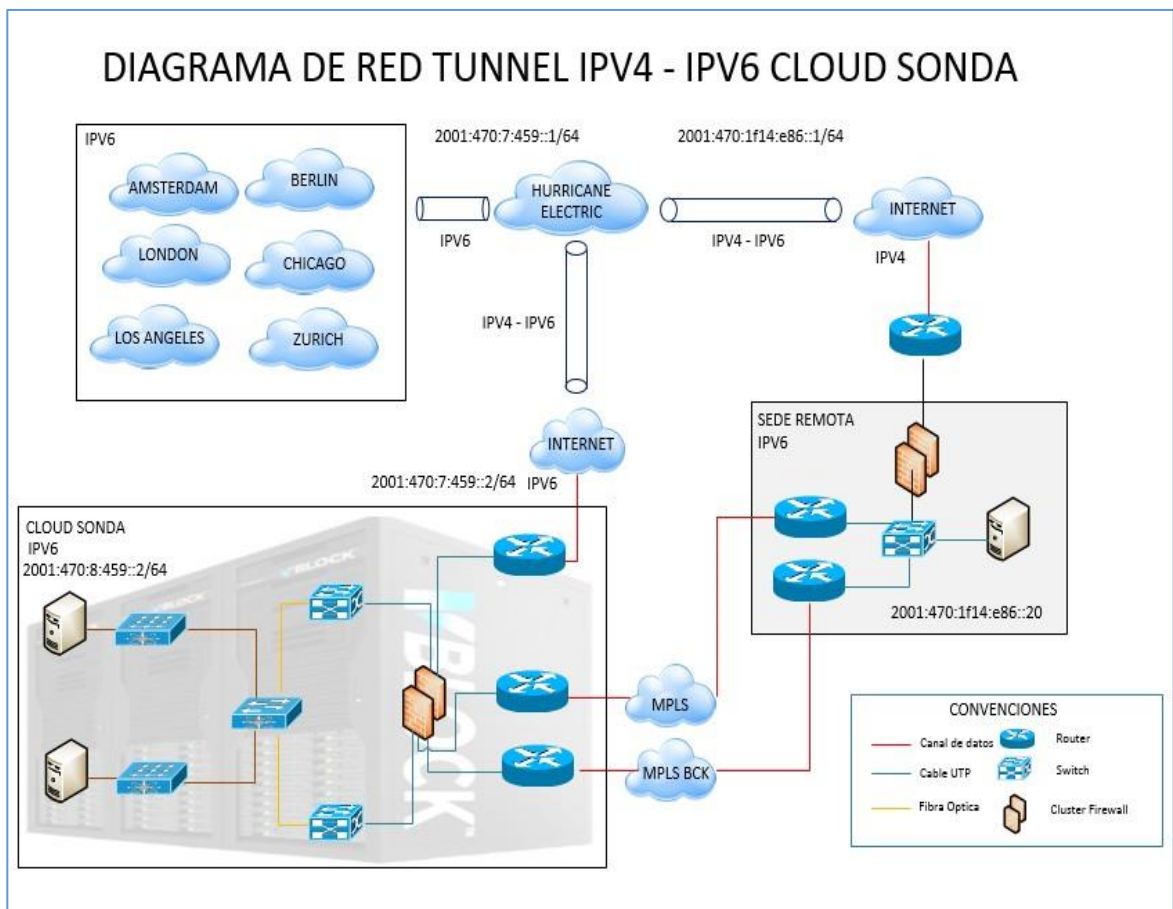 DIAGRAMA DE RED TUNNEL IPV4 - IPV6 CLOUD SONDA
IPV6
AMSTERDAM
BERLIN
LONDON
CHICAGO
LOS ANGELES
ZURICH
2001:470:7:459::1/64
2001:470:1f14:e86::1/64
HURRICANE
ELECTRIC
INTERNET
IPV6
IPV4 - IPV6
IPV4
IPV4 - IPV6
INTERNET
2001:470:7:459::2/64
IPV6
SEDE REMOTA
IPV6
2001:470:1f14:e86::20
CLOUD SONDA
IPV6
2001:470:8:459::2/64
VBLOCK
VBLOCK
VBLOCK
MPLS
MPLS BCK
CONVENCIONES
Canal de datos
Router
Cable UTP
Switch
Fibra Optica
Cluster Firewall